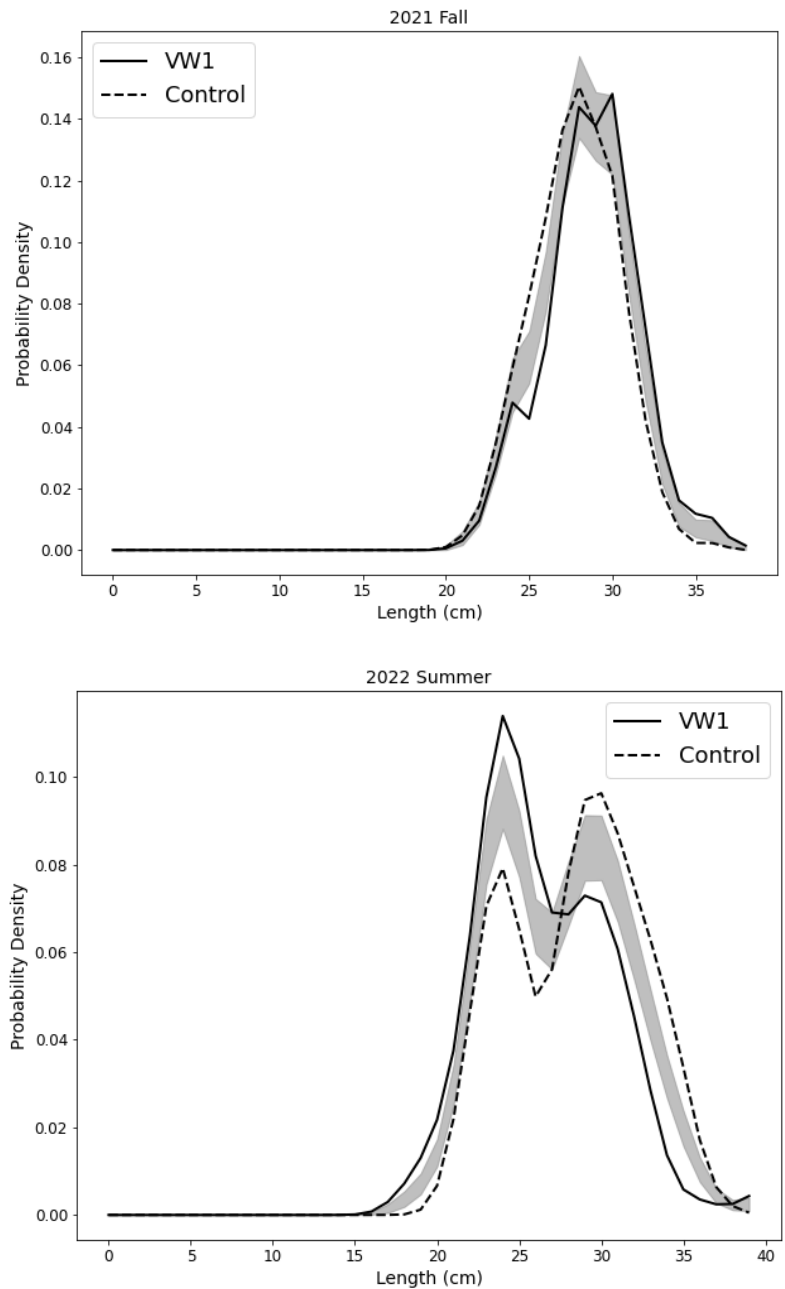 2021 Fall
VW1
Control
0.16
0.14
0.12
0.10
0.08
0.06
0.04
0.02
0.00
Probability Density
0 5 10 15 20 25 30 35
Length (cm)
2022 Summer
VW1
Control
0.10
0.08
0.06
0.04
0.02
0.00
Probability Density
0 5 10 15 20 25 30 35 40
Length (cm)